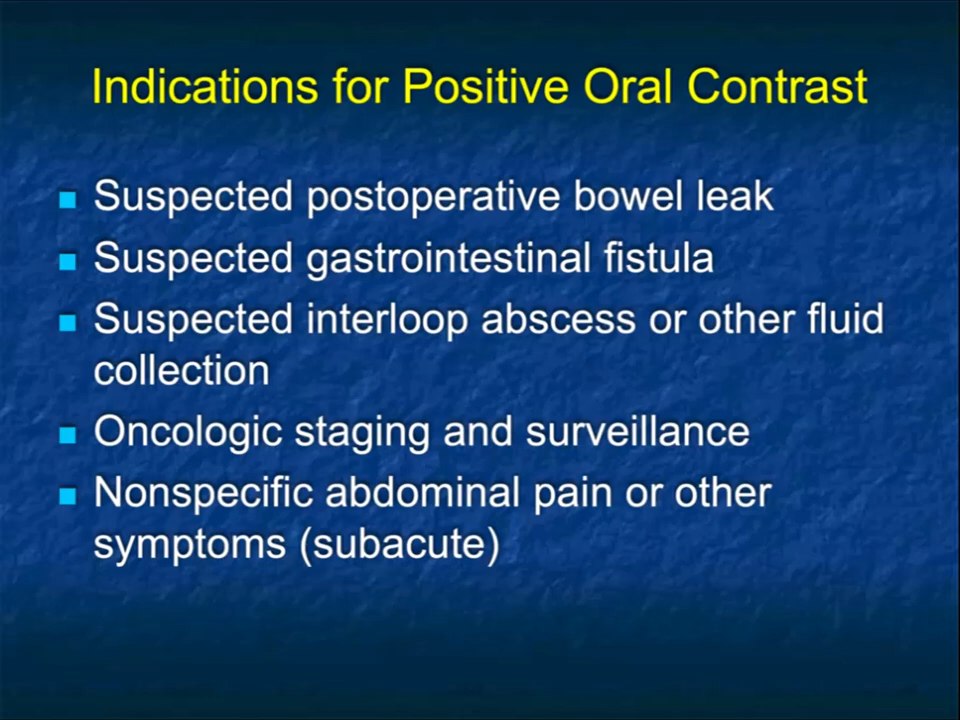 Indications for Positive Oral Contrast
Suspected postoperative bowel leak
Suspected gastrointestinal fistula
Suspected interloop abscess or other fluid
collection
Oncologic staging and surveillance
Nonspecific abdominal pain or other
symptoms (subacute)